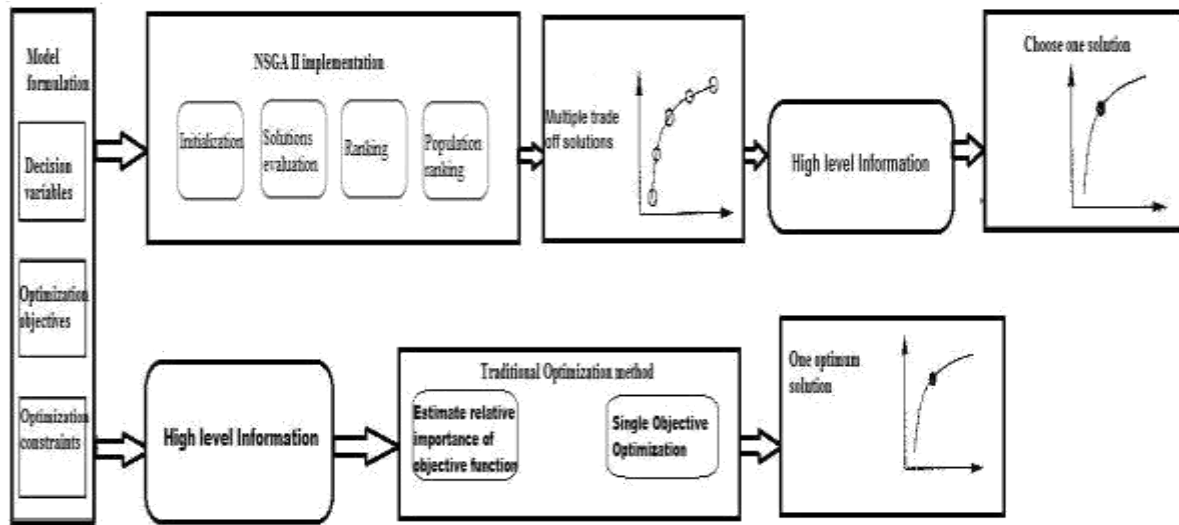 Model
formulation
Decision
variables
Optimization
objectives
Optimization
constraints
NSGA II implementation
Initialization
Solutions
evaluation
Ranking
Population
ranking
Multiple trade
off solutions
High level Information
Choose one solution
High level Information
Traditional Optimization method
Estimate relative
importance of
objective function
Single Objective
Optimization
One optimum
solution